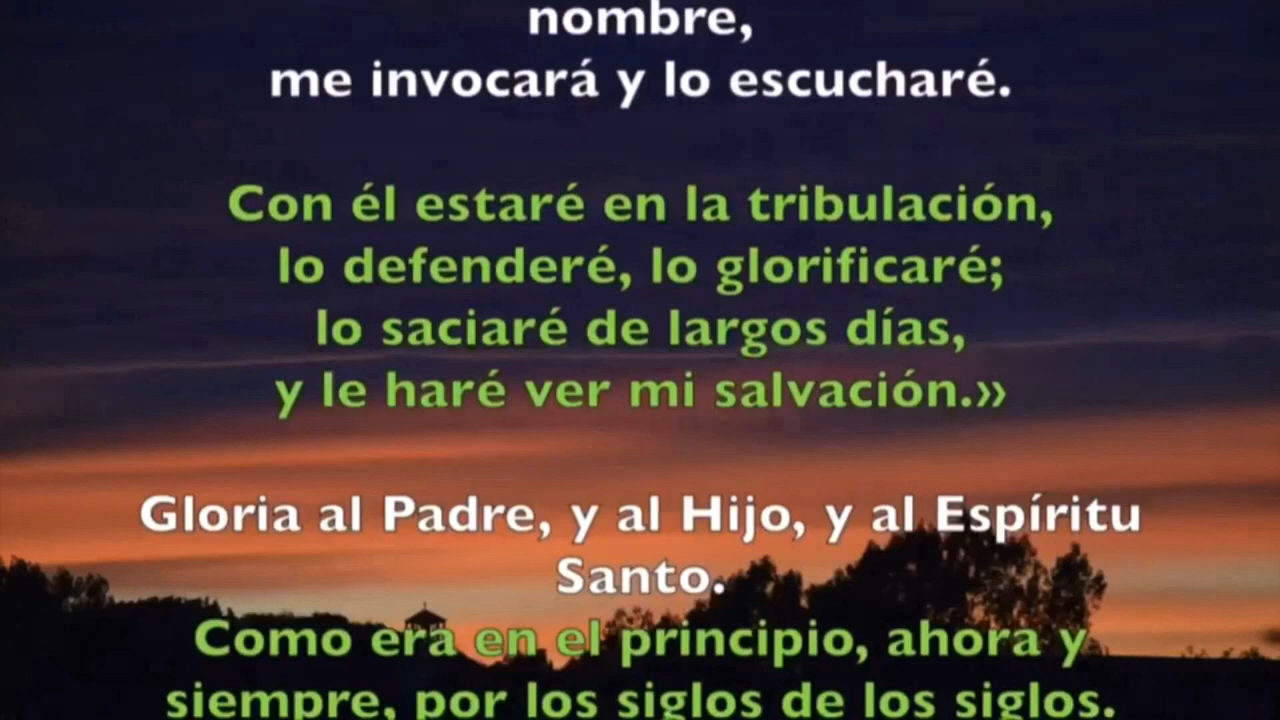 nombre,
me invocará y lo escucharé.
Con él estaré en la tribulación,
lo defenderé, lo glorificaré;
lo saciaré de largos días,
y le haré ver mi salvación.»
Gloria al Padre, y al Hijo, y al Espíritu
Santo.
Como era en el principio, ahora y
siempre, por los siglos de los siglos.